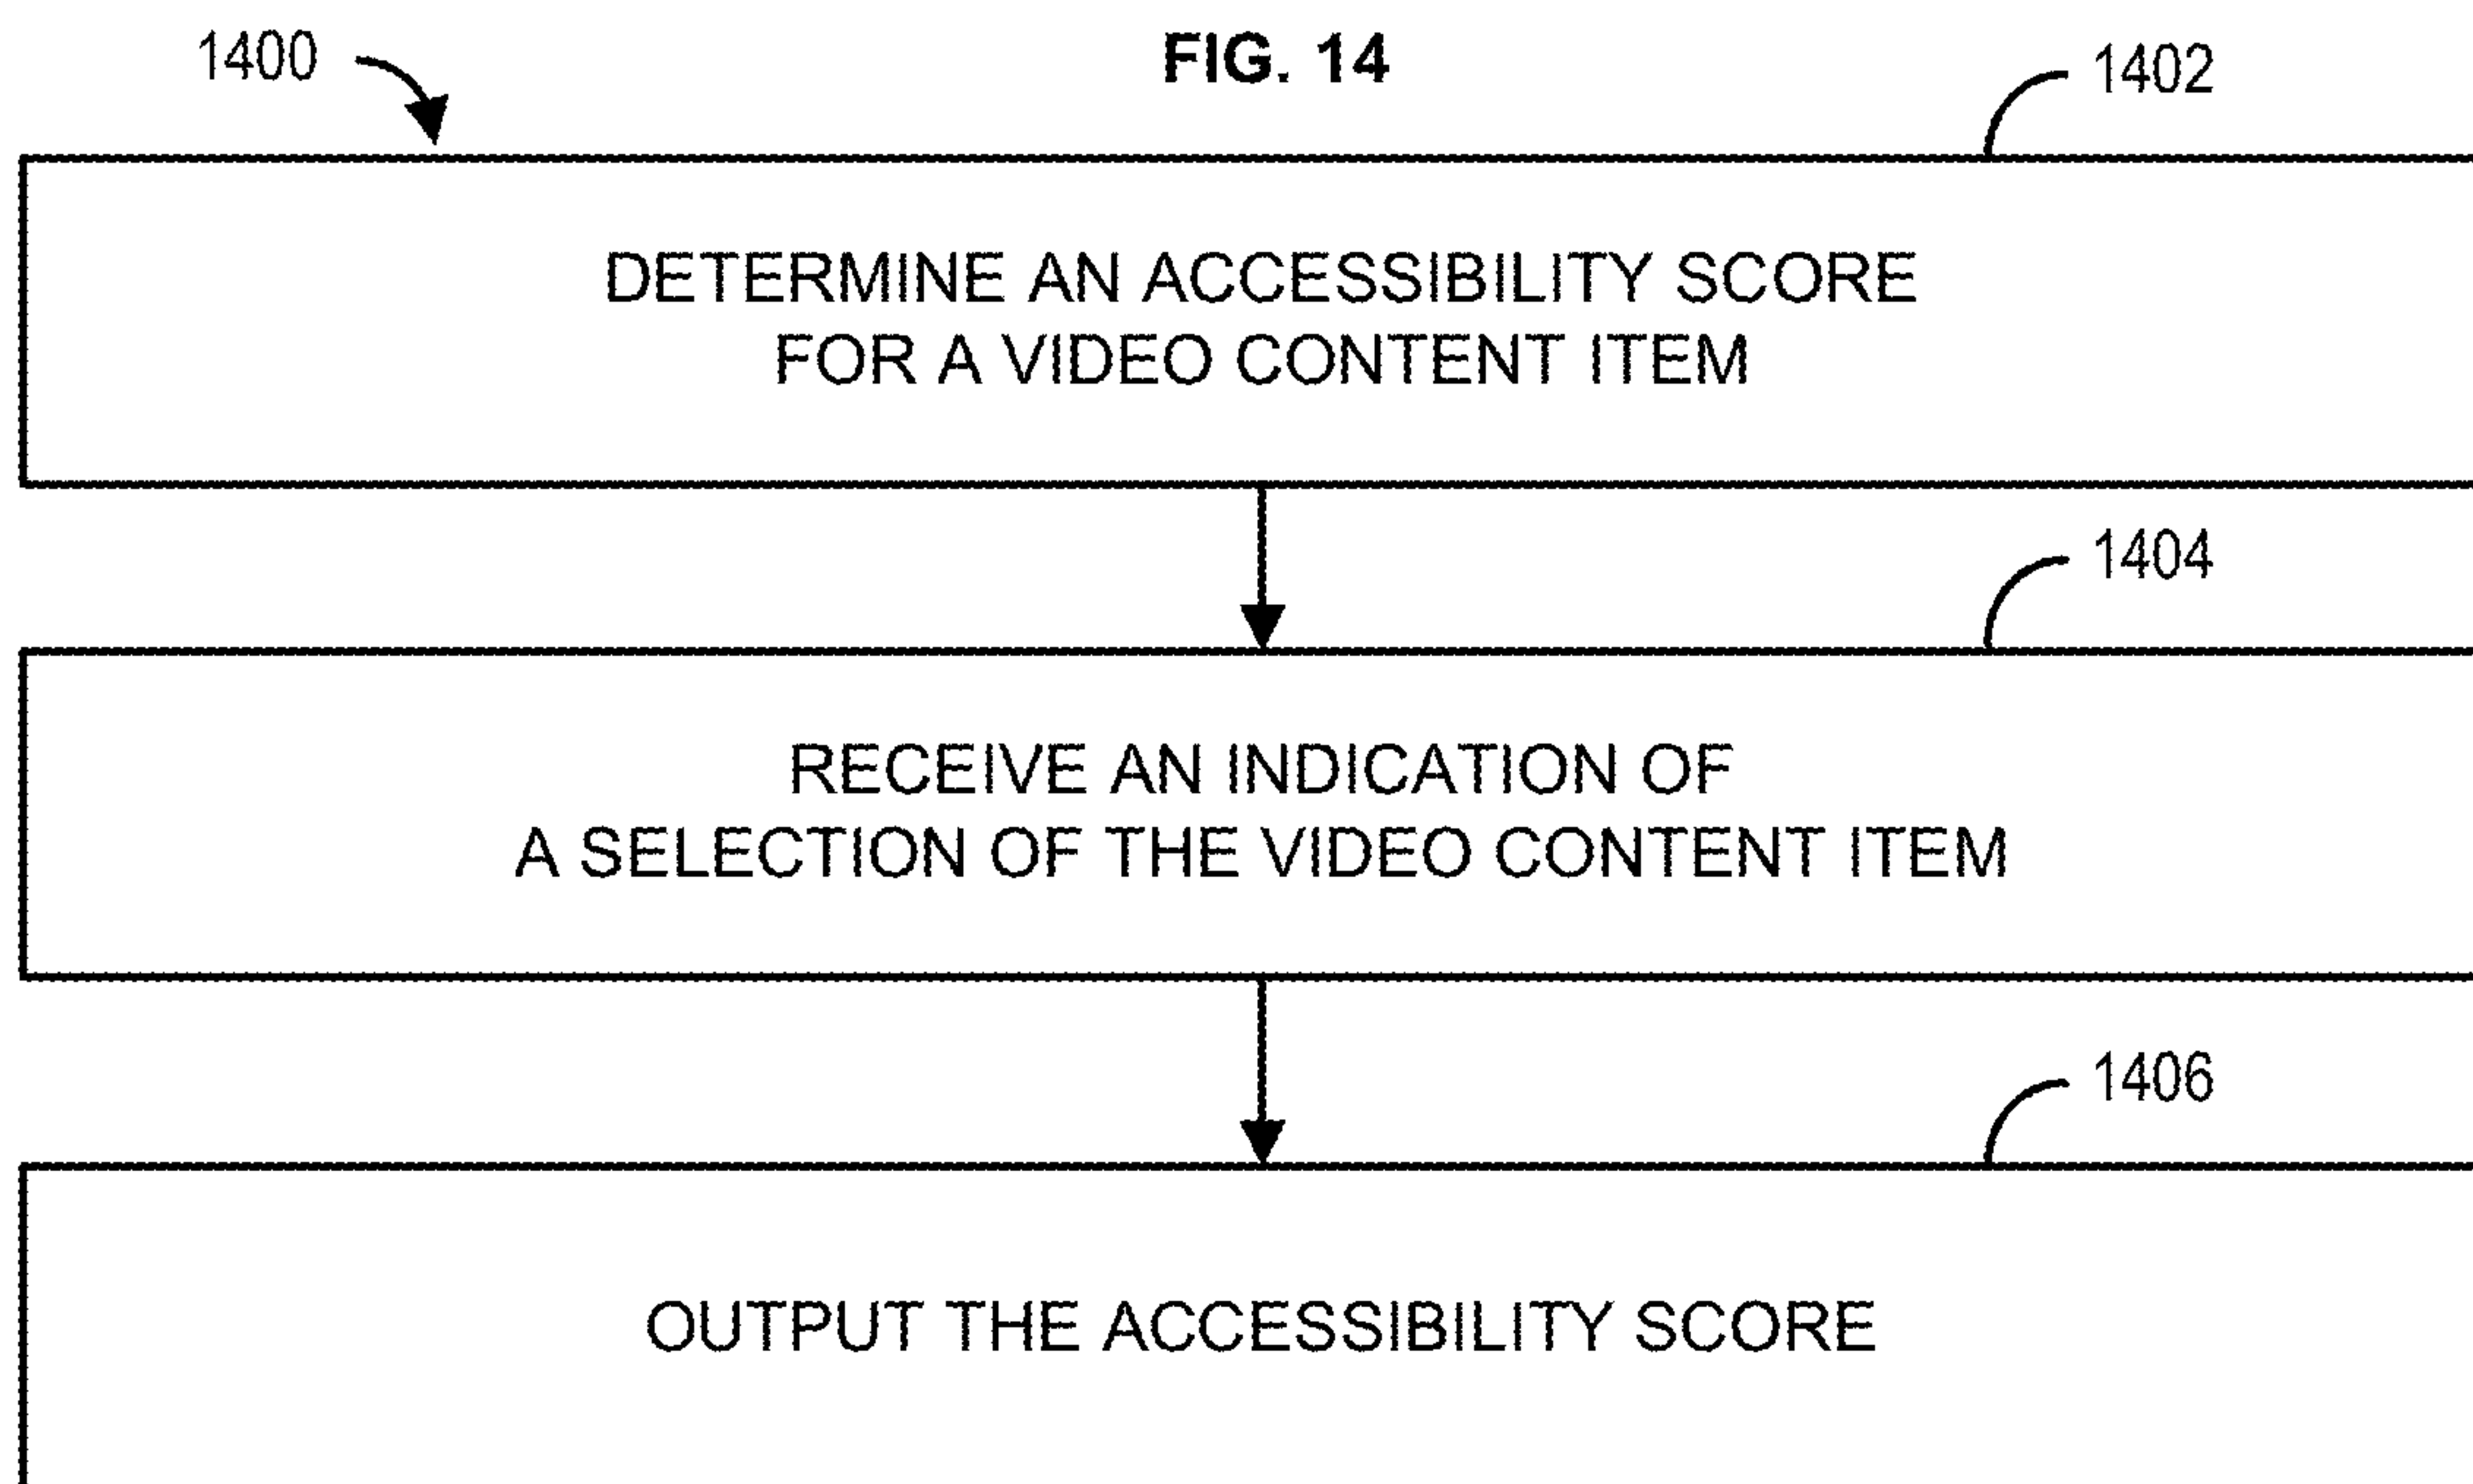 1400
FIG. 14
1402
DETERMINE AN ACCESSIBILITY SCORE
FOR A VIDEO CONTENT ITEM
1404
RECEIVE AN INDICATION OF
A SELECTION OF THE VIDEO CONTENT ITEM
1406
OUTPUT THE ACCESSIBILITY SCORE